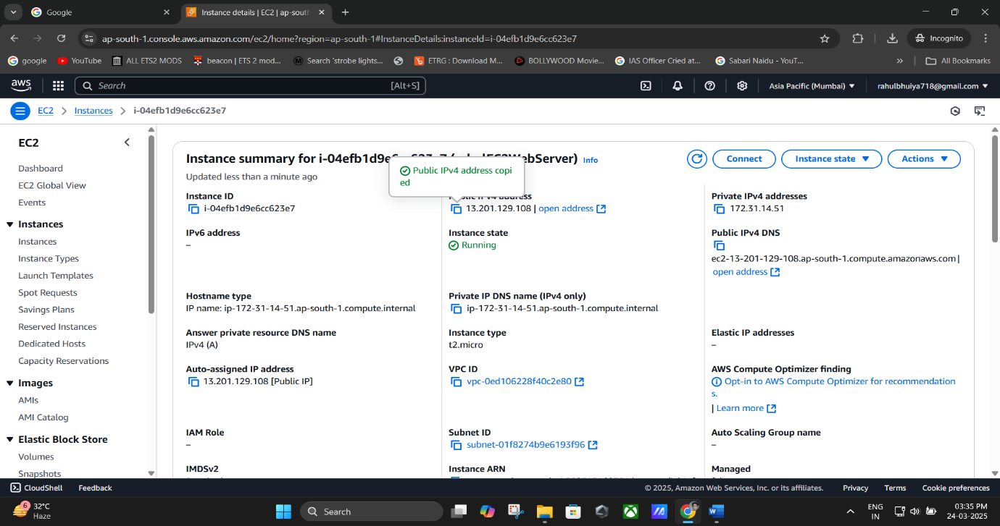 Google
Instance details | EC2 | ap-sout
ap-south-1.console.aws.amazon.com/ec2/home?region=ap-south-1#InstanceDetails:instanceId=i-04efb1d9e6cc623e7
Incognito
google
YouTube
ALL ETS2 MODS
beacon | ETS 2 mod...
Search 'strobe lights...
ETRG : Download M...
BOLLYWOOD Movie...
IAS Officer Cried at...
Sabari Naidu - YouT...
All Bookmarks
aws
Search
[Alt+S]
Asia Pacific (Mumbai)
rahulbhuiya718@gmail.com
EC2
Instances
i-04efb1d9e6cc623e7
EC2
Dashboard
EC2 Global View
Events
Instances
Instances
Instance Types
Launch Templates
Spot Requests
Savings Plans
Reserved Instances
Dedicated Hosts
Capacity Reservations
Images
AMIs
AMI Catalog
Elastic Block Store
Volumes
Snapshots
Instance summary for i-04efb1d9e
EC2WebServer) Info
Updated less than a minute ago
Public IPv4 address copi
ed
Connect
Instance state
Actions
Instance ID
i-04efb1d9e6cc623e7
Public IPv4 address
13.201.129.108 | open address
Private IPv4 addresses
172.31.14.51
IPv6 address
–
Instance state
Running
Public IPv4 DNS
ec2-13-201-129-108.ap-south-1.compute.amazonaws.com |
open address
Hostname type
IP name: ip-172-31-14-51.ap-south-1.compute.internal
Private IP DNS name (IPv4 only)
ip-172-31-14-51.ap-south-1.compute.internal
Answer private resource DNS name
IPv4 (A)
Instance type
t2.micro
Elastic IP addresses
–
Auto-assigned IP address
13.201.129.108 [Public IP]
VPC ID
vpc-0ed106228f40c2e80
AWS Compute Optimizer finding
Opt-in to AWS Compute Optimizer for recommendation
s.
| Learn more
IAM Role
–
Subnet ID
subnet-01f8274b9e6193f96
Auto Scaling Group name
–
IMDSv2
Instance ARN
Managed
CloudShell
Feedback
© 2025, Amazon Web Services, Inc. or its affiliates.
Privacy
Terms
Cookie preferences
6
32°C
Haze
Search
ENG
IN
03:35 PM
24-03-2025